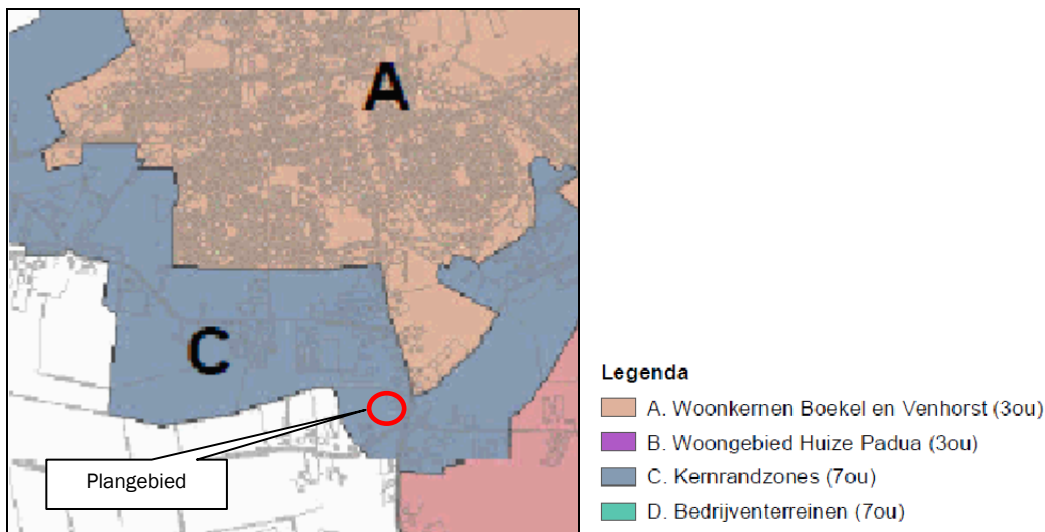 A
C
Plangebied
Legenda
A. Woonkernen Boekel en Venhorst (3ou)
B. Woongebied Huize Padua (3ou)
C. Kernrandzones (7ou)
D. Bedrijventerreinen (7ou)